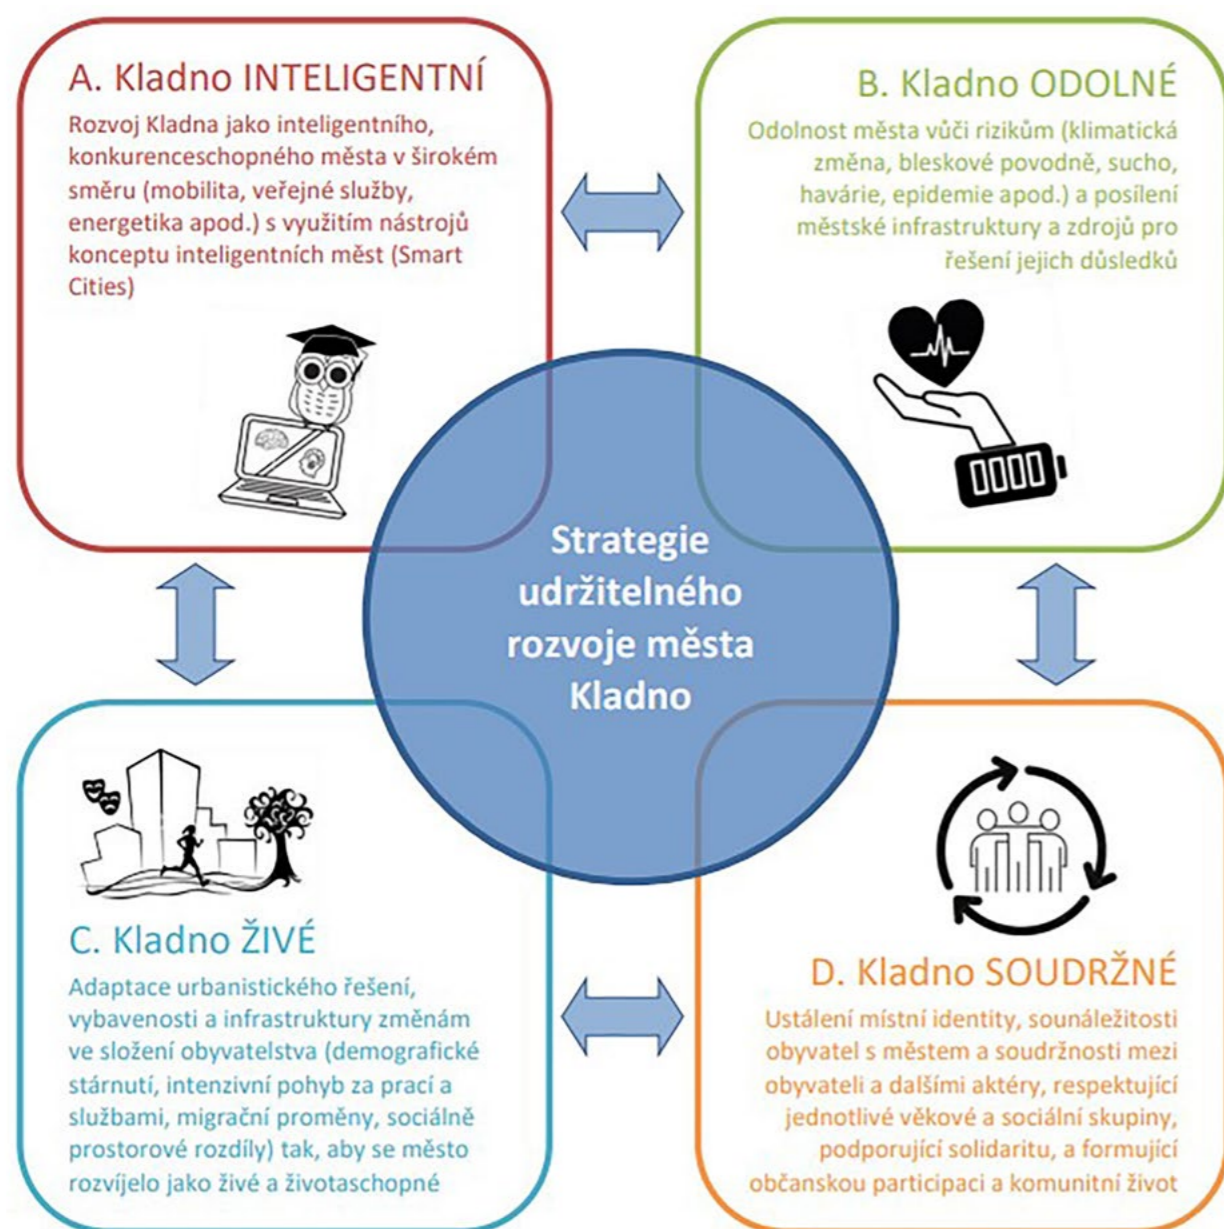 A. Kladno INTELIGENTNÍ
Rozvoj Kladna jako inteligentního,
konkurenceschopného města v širokém
směru (mobilita, veřejné služby,
energetika apod.) s využitím nástrojů
konceptu inteligentních měst (Smart
Cities)
B. Kladno ODOLNÉ
Odolnost města vůči rizikům (klimatická
změna, bleskové povodně, sucho,
havárie, epidemie apod.) a posílení
městské infrastruktury a zdrojů pro
řešení jejich důsledků
Strategie
udržitelného
rozvoje města
Kladno
C. Kladno ŽIVÉ
Adaptace urbanistického řešení,
vybavenosti a infrastruktury změnám
ve složení obyvatelstva (demografické
stárnutí, intenzivní pohyb za prací a
službami, migrační proměny, sociálně
prostorové rozdíly) tak, aby se město
rozvíjelo jako živé a životaschopné
D. Kladno SOUDRŽNÉ
Ustálení místní identity, sounáležitosti
obyvatel s městem a soudržnosti mezi
obyvateli a dalšími aktéry, respektující
jednotlivé věkové a sociální skupiny,
podporující solidaritu, a formující
občanskou participaci a komunitní život